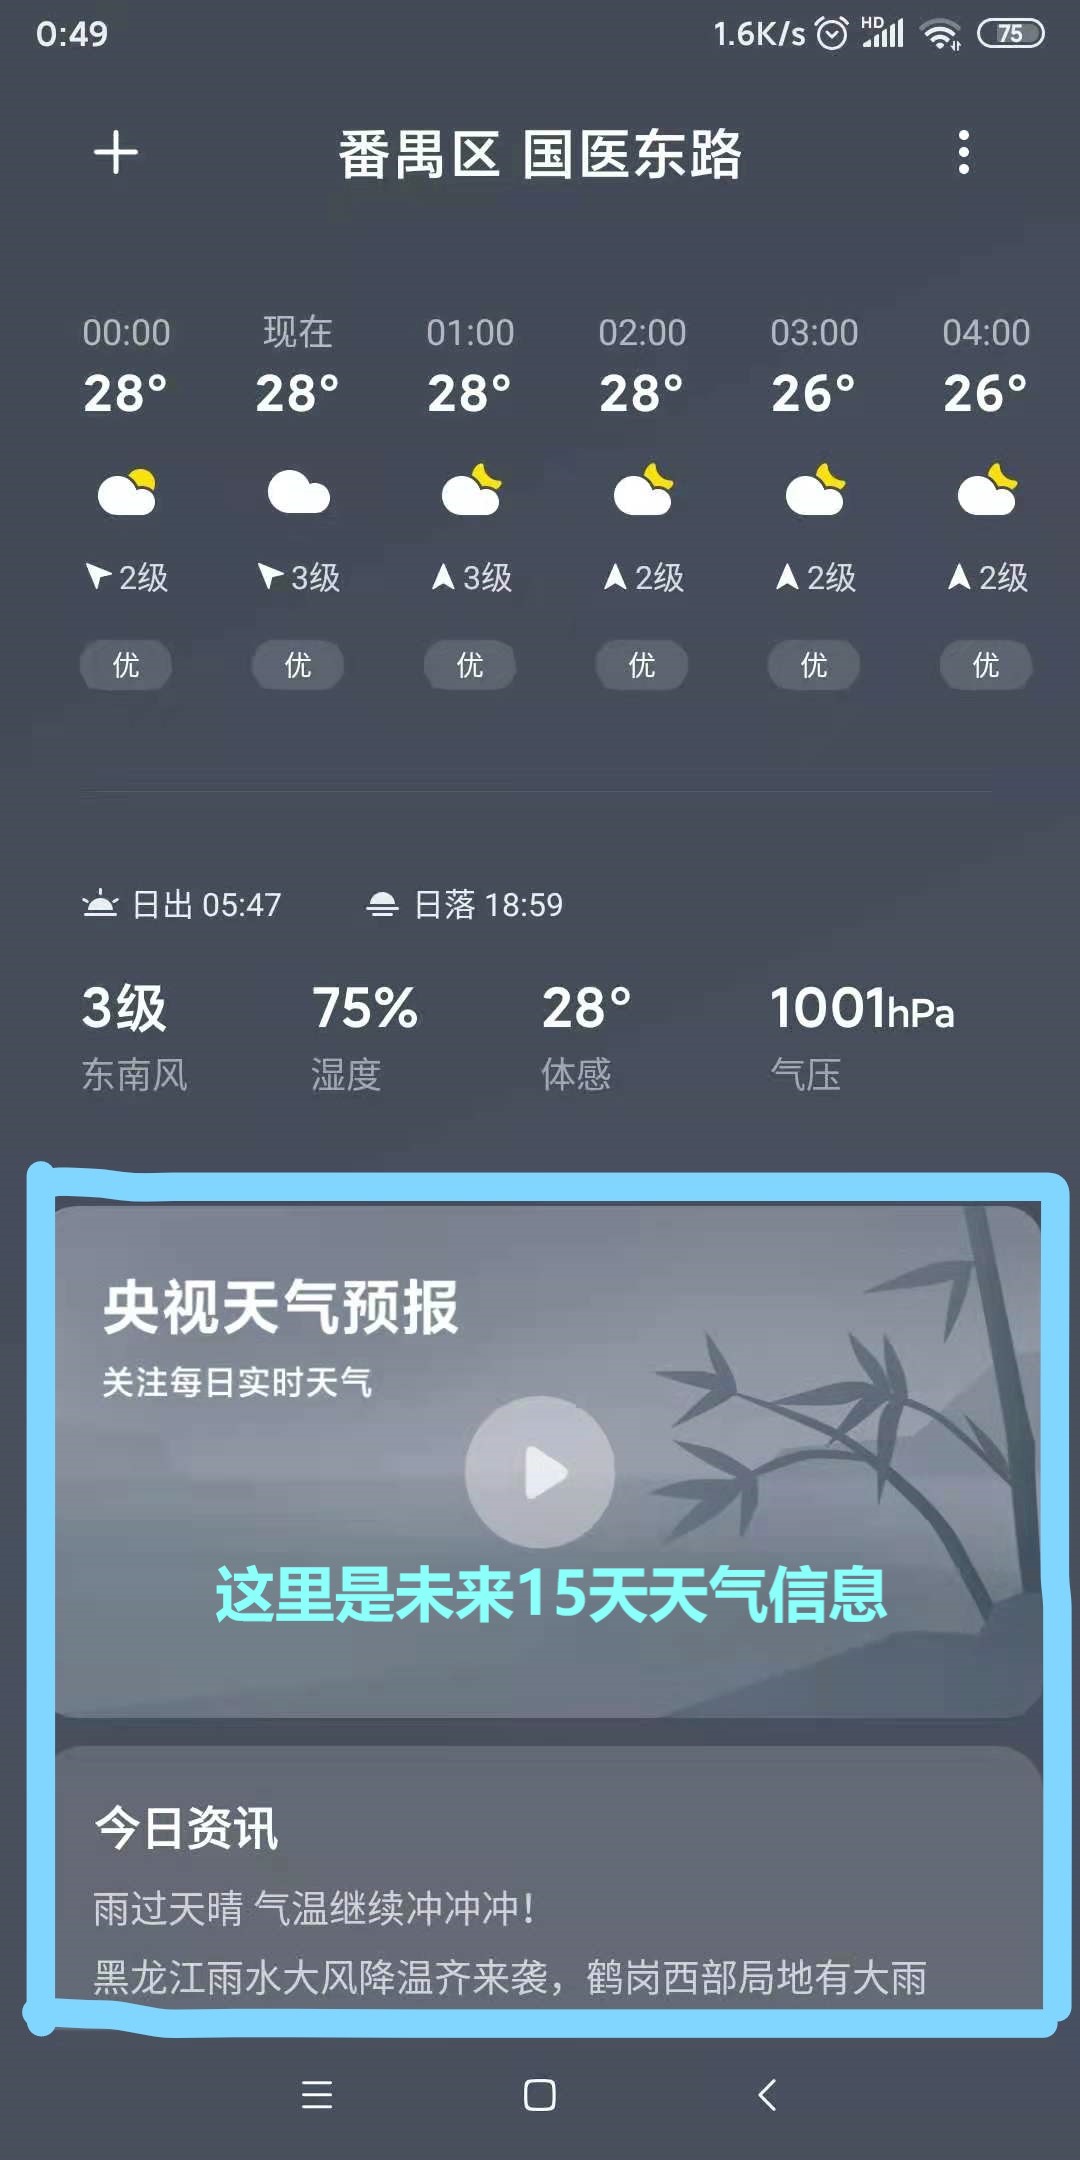 0:49 1.6K/s HD 75
番禺区 国医东路
00:00 现在 01:00 02:00 03:00 04:00
28° 28° 28° 28° 26° 26°
2级 3级 3级 2级 2级 2级
优 优 优 优 优 优
日出 05:47 日落 18:59
3级 75% 28° 1001hPa
东南风 湿度 体感 气压
央视天气预报
关注每日实时天气
这里是未来15天天气信息
今日资讯
雨过天晴 气温继续冲冲冲!
黑龙江雨水大风降温齐来袭，鹤岗西部局地有大雨